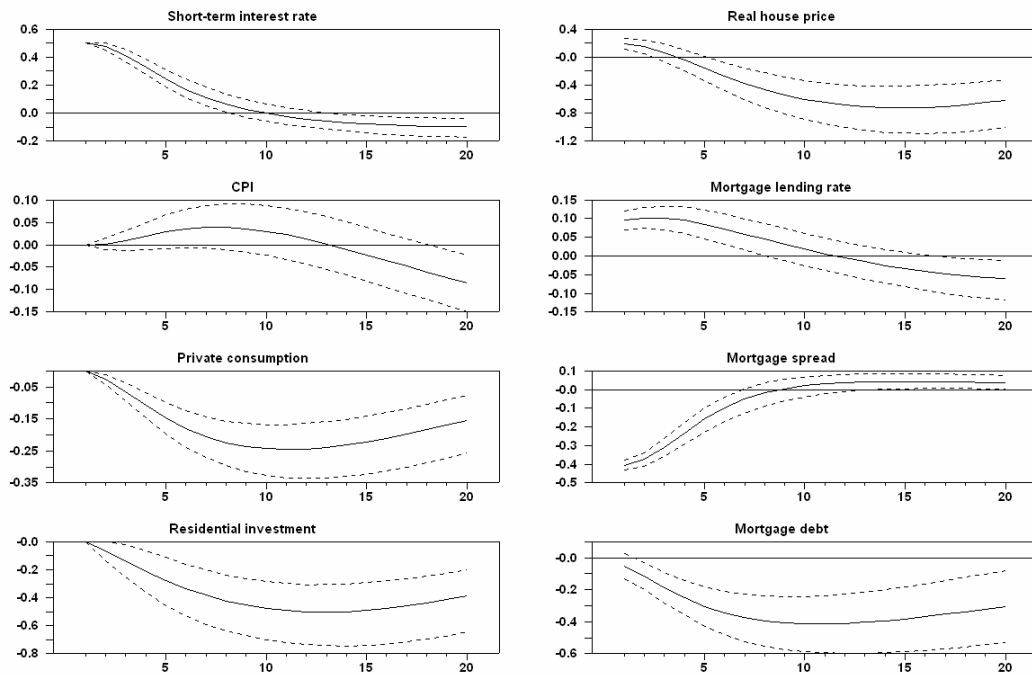 Short-term interest rate
0.6
0.4
0.2
0.0
-0.2
5 10 15 20
Real house price
0.4
-0.0
-0.4
-0.8
-1.2
5 10 15 20
CPI
0.10
0.05
0.00
-0.05
-0.10
-0.15
5 10 15 20
Mortgage lending rate
0.15
0.10
0.05
0.00
-0.05
-0.10
-0.15
5 10 15 20
Private consumption
-0.05
-0.15
-0.25
-0.35
5 10 15 20
Mortgage spread
0.1
-0.0
-0.1
-0.2
-0.3
-0.4
-0.5
5 10 15 20
Residential investment
-0.0
-0.2
-0.4
-0.6
-0.8
5 10 15 20
Mortgage debt
-0.0
-0.2
-0.4
-0.6
5 10 15 20